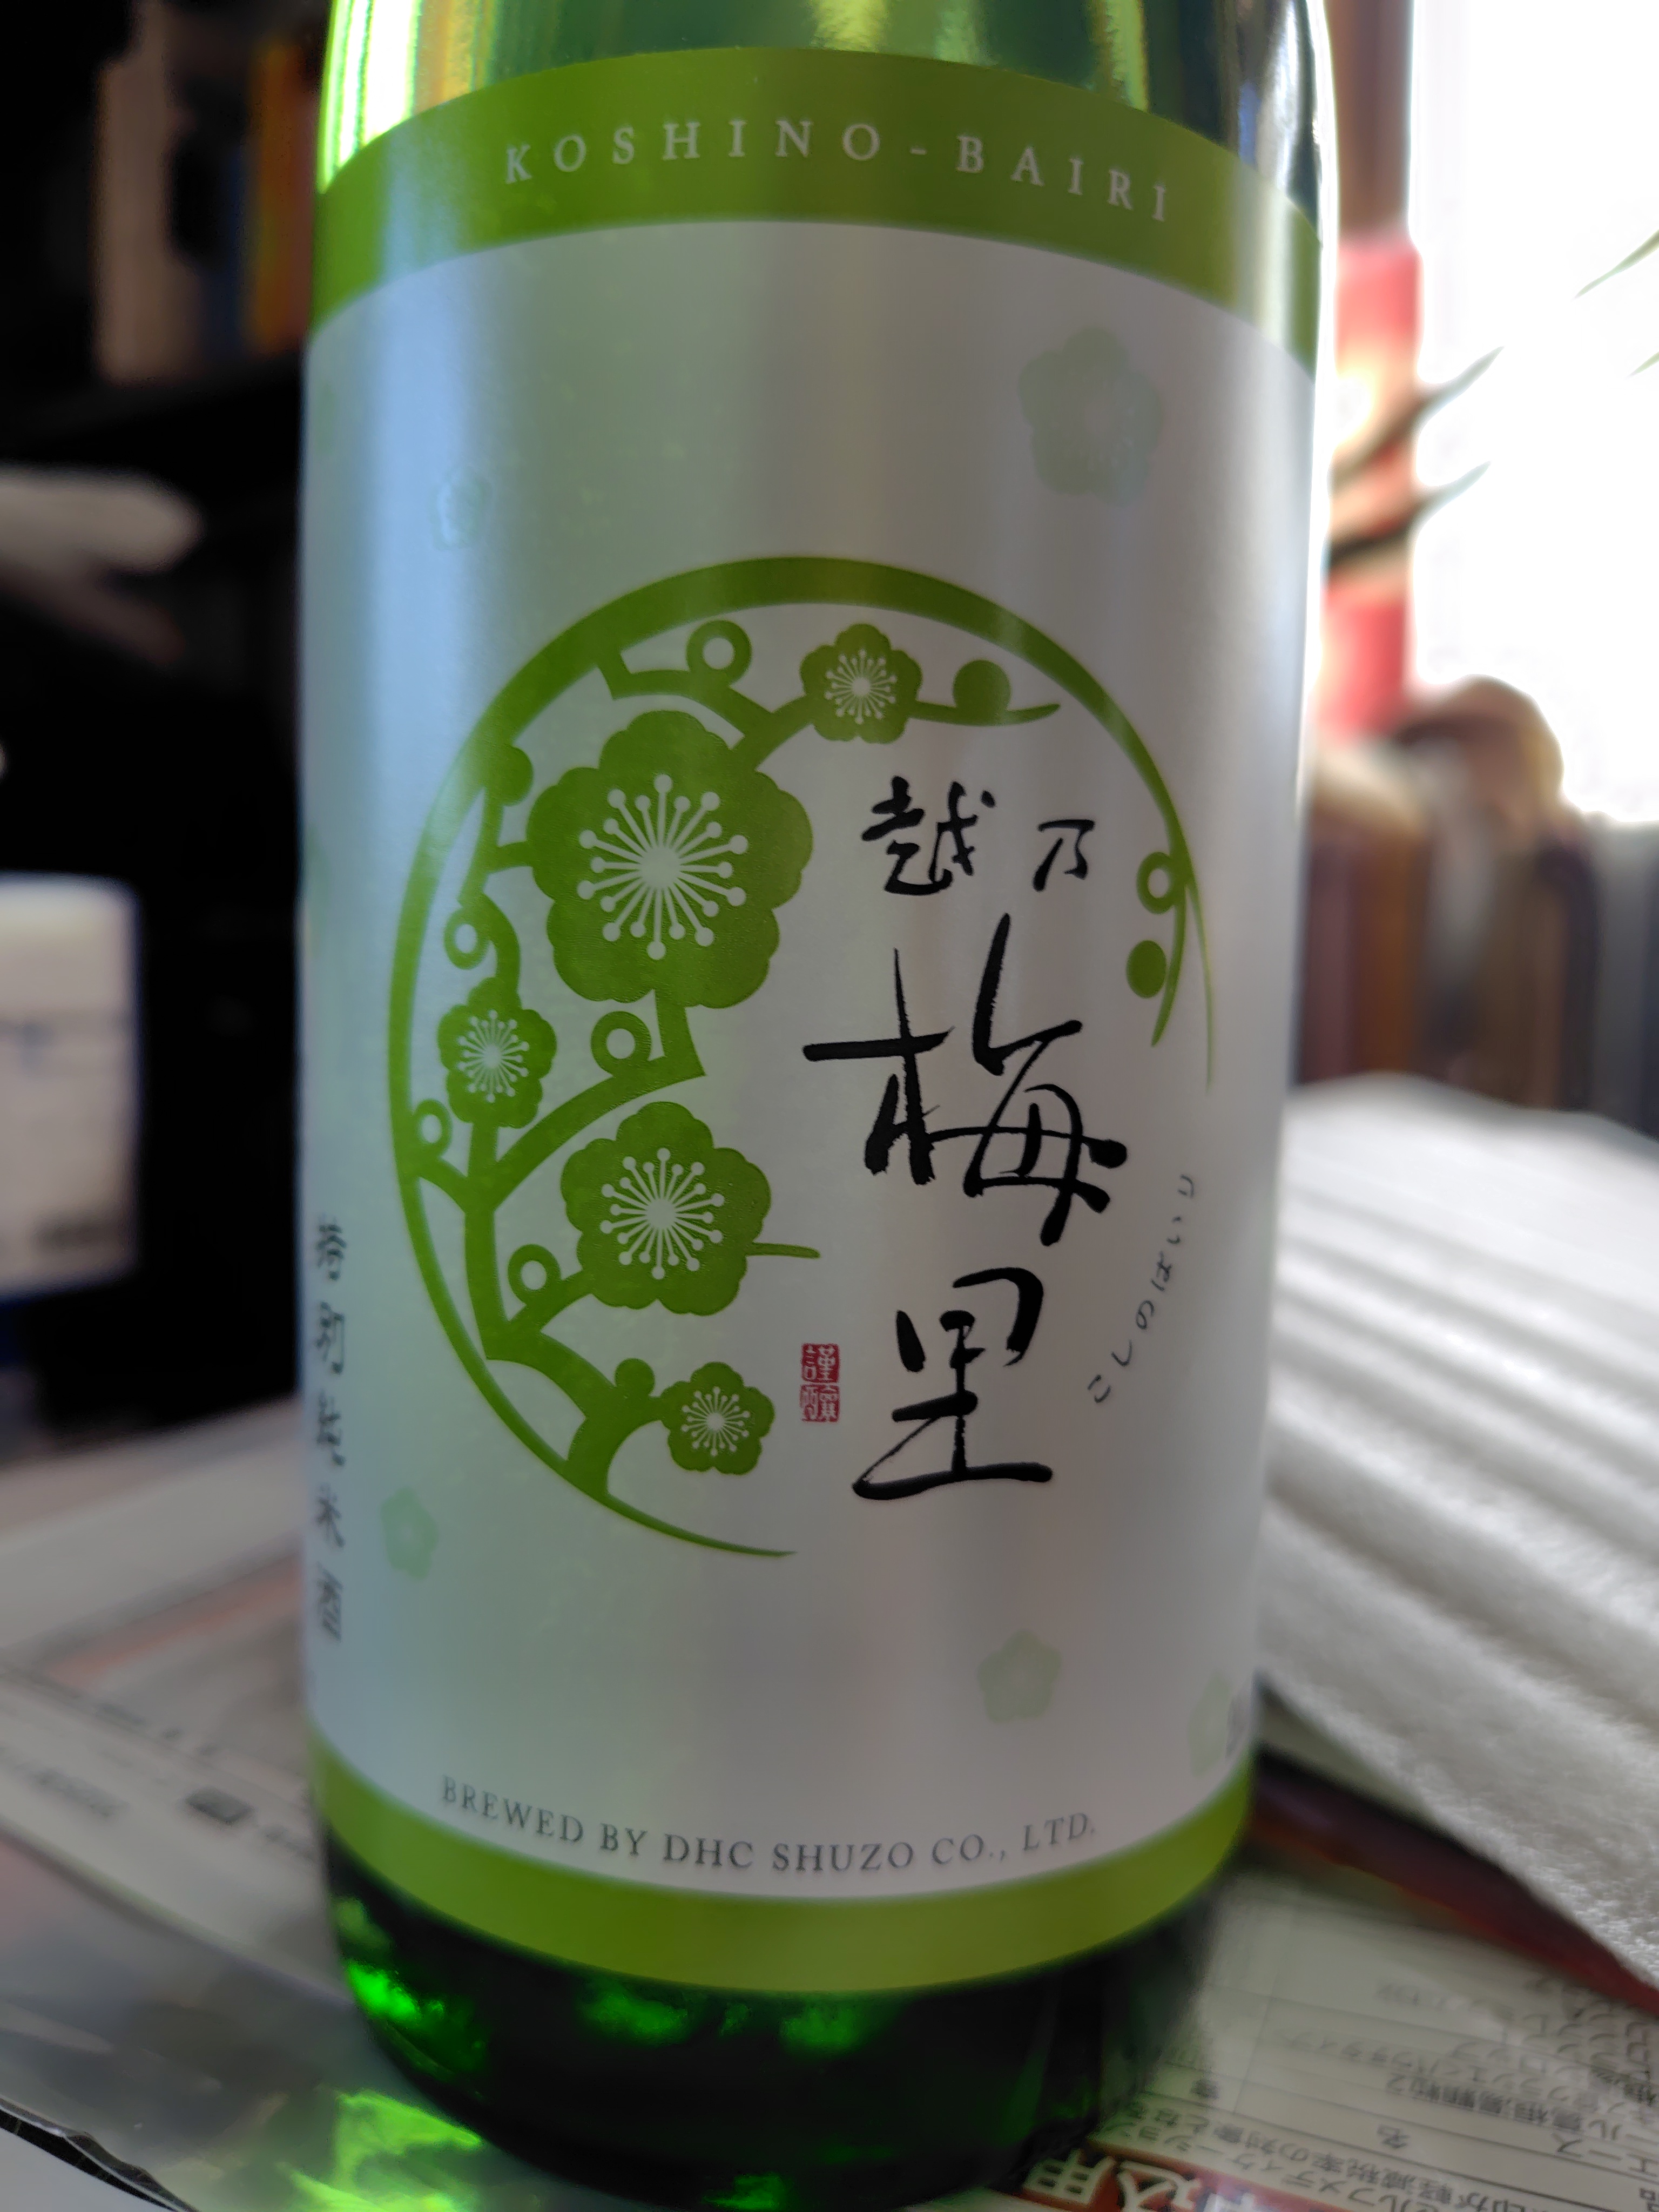 KOSHINO-BAIRI
越乃
梅里
こしのばいり
謹醸
特別純米酒
BREWED BY DHC SHUZO CO., LTD.